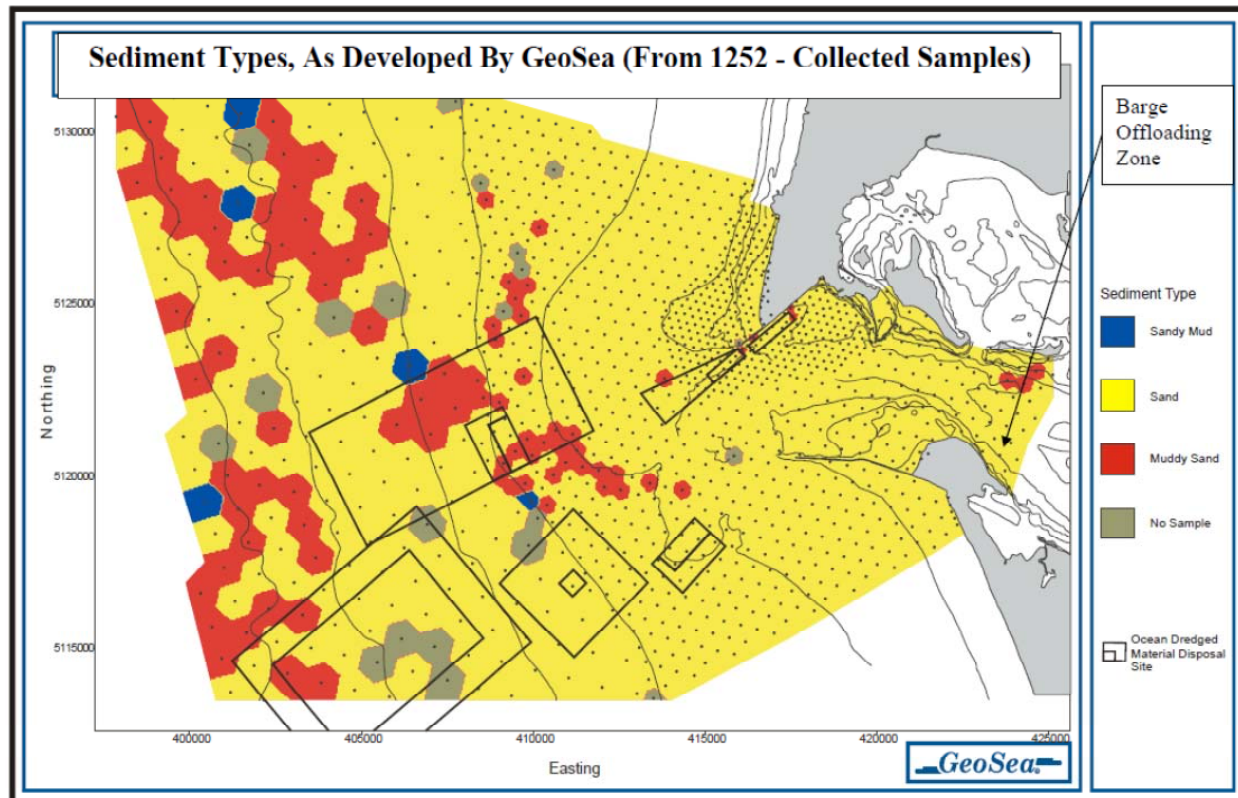 Sediment Types, As Developed By GeoSea (From 1252 - Collected Samples)
Barge
Offloading
Zone
5130000
5125000
5120000
5115000
Northing
400000
405000
410000
415000
420000
425000
Easting
GeoSea
Sediment Type
Sandy Mud
Sand
Muddy Sand
No Sample
Ocean Dredged
Material Disposal
Site